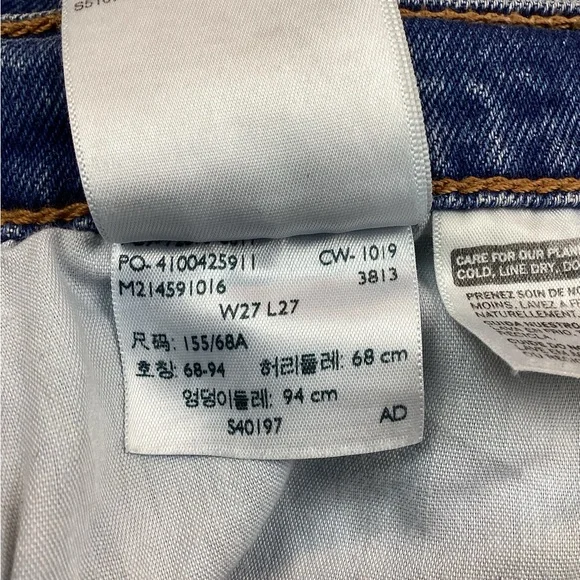 PO- 4100425911 CW- 1019
M214591016 3813
W27 L27
尺码: 155/68A
호칭: 68-94 허리둘레: 68 cm
엉덩이둘레: 94 cm
S40197 AD
CARE FOR OUR
COLD, LINE DRY,
PRENEZ SOIN DE
MOINS, LAVEZ À
NATURELLEMENT
CUIDA NUESTRO